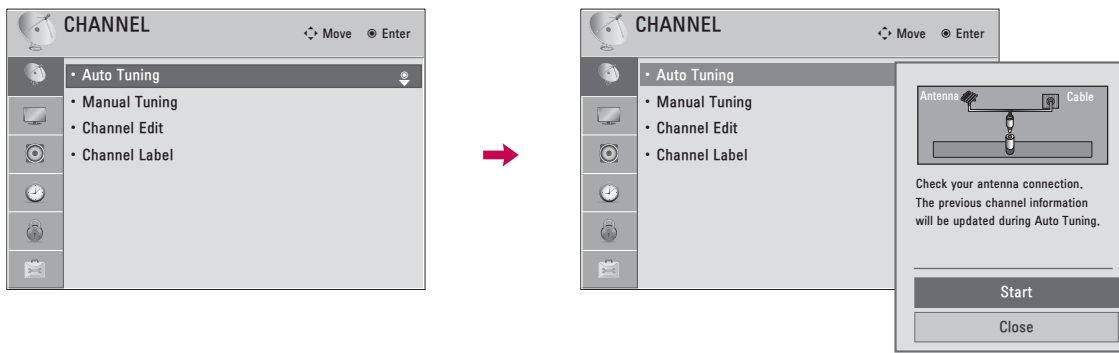 CHANNEL
Move Enter
• Auto Tuning
• Manual Tuning
• Channel Edit
• Channel Label
CHANNEL
Move Enter
• Auto Tuning
• Manual Tuning
• Channel Edit
• Channel Label
Antenna Cable
Check your antenna connection.
The previous channel information
will be updated during Auto Tuning.
Start
Close